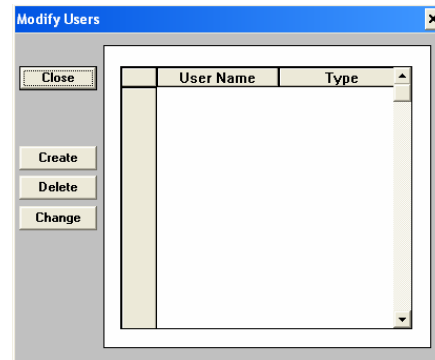 Modify Users
Close
User Name Type
Create
Delete
Change